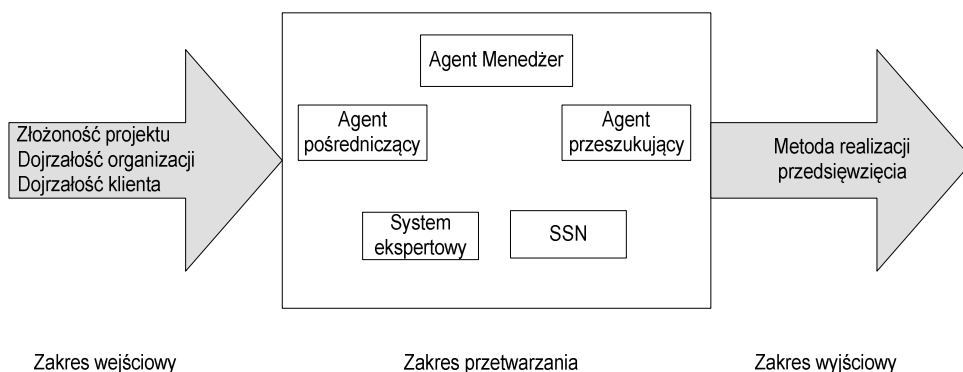 Złożoność projektu
Dojrzałość organizacji
Dojrzałość klienta
Agent Menedżer
Agent
pośredniczący
Agent
przeszukujący
System
ekspertowy
SSN
Metoda realizacji
przedsięwzięcia
Zakres wejściowy
Zakres przetwarzania
Zakres wyjściowy